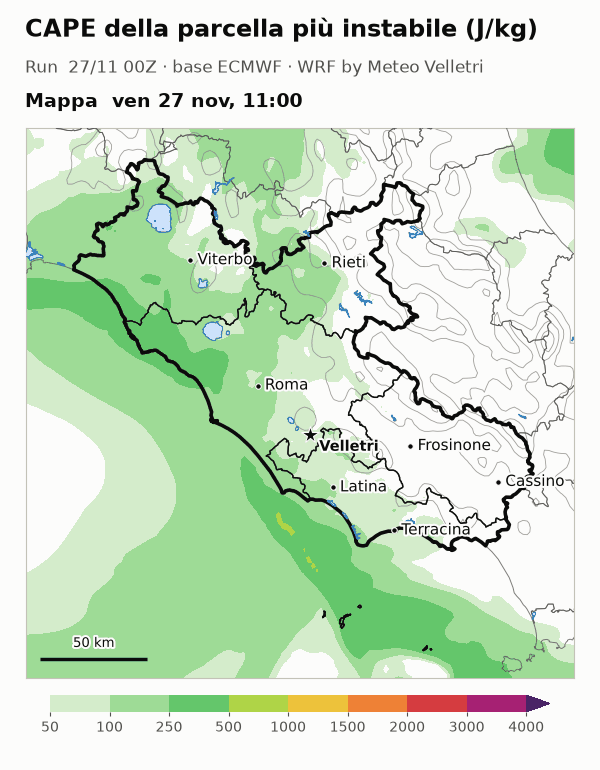 CAPE della parcella più instabile (J/kg)
Run  27/11 00Z · base ECMWF · WRF by Meteo Velletri
Mappa  ven 27 nov, 11:00
Viterbo
Rieti
Roma
Velletri
Frosinone
Latina
Cassino
Terracina
50 km
50 100 250 500 1000 1500 2000 3000 4000